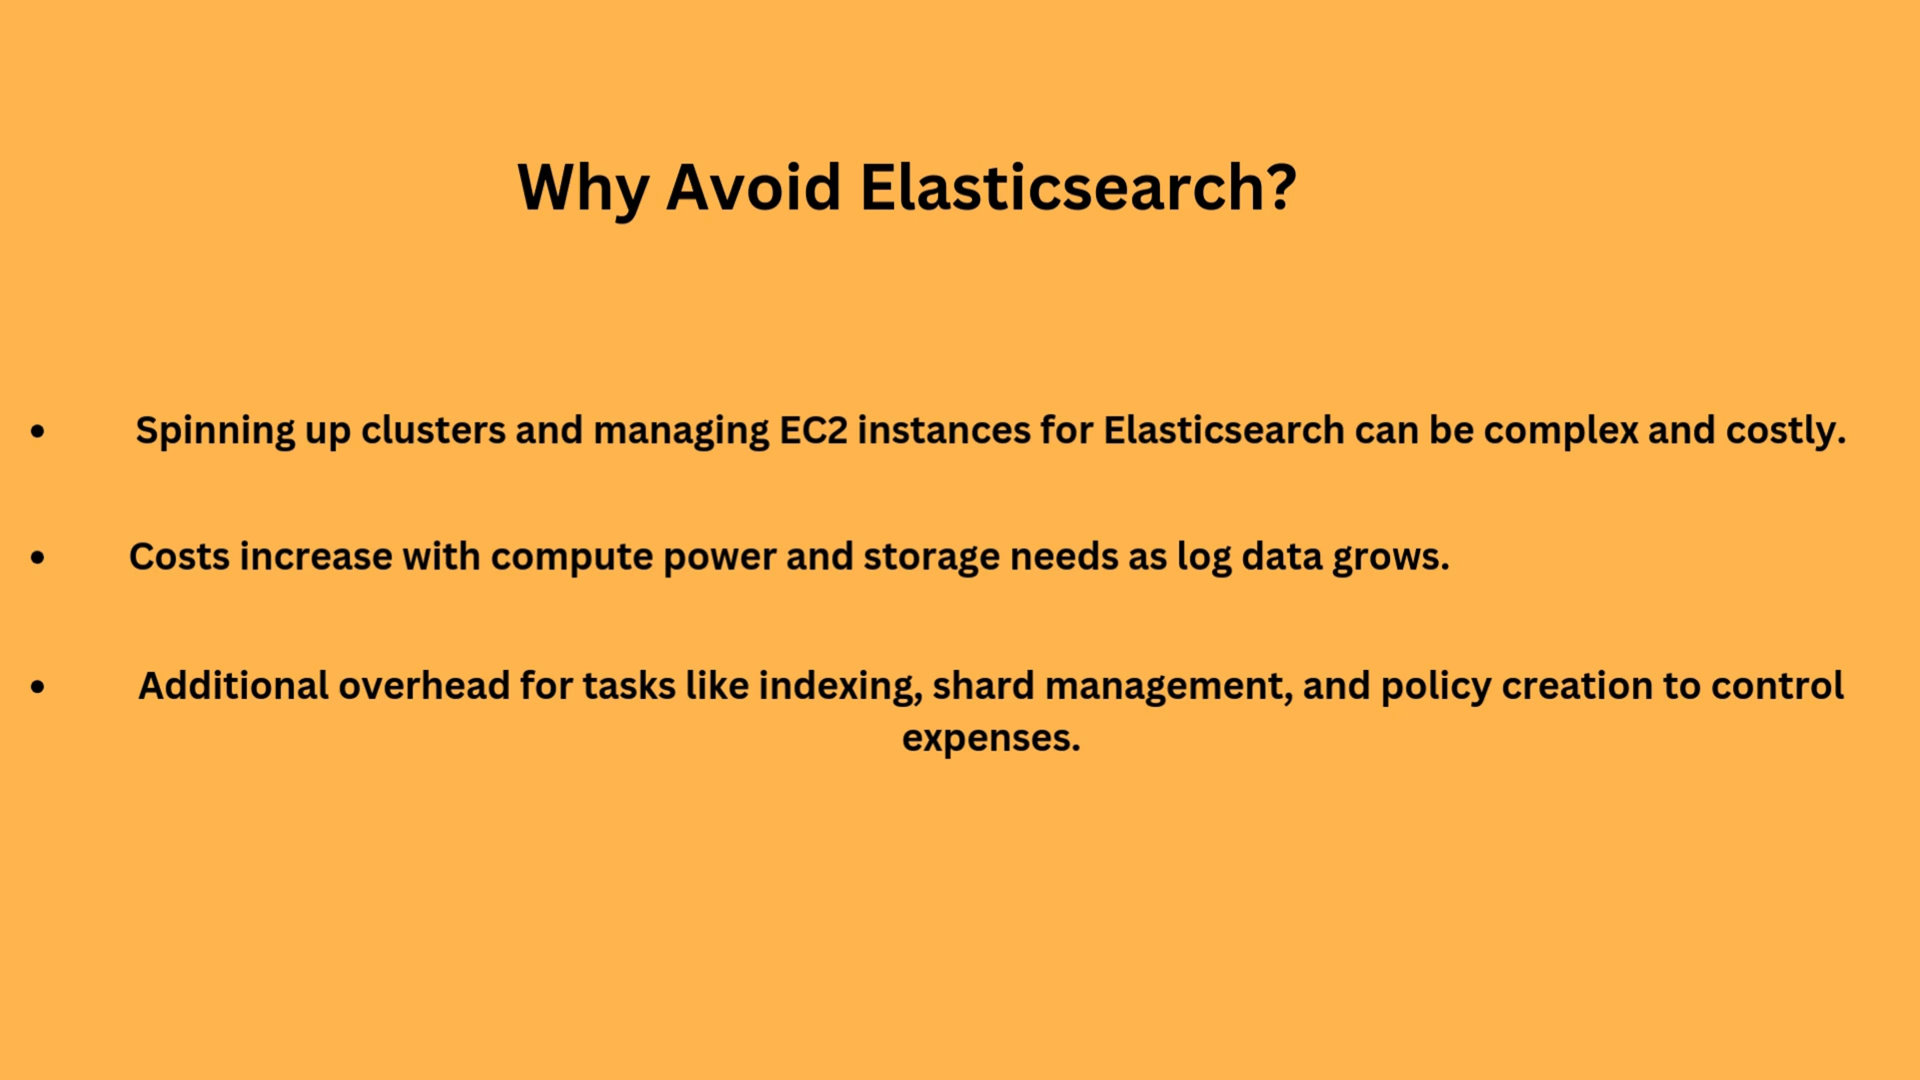 Why Avoid Elasticsearch?
• Spinning up clusters and managing EC2 instances for Elasticsearch can be complex and costly.
• Costs increase with compute power and storage needs as log data grows.
• Additional overhead for tasks like indexing, shard management, and policy creation to control
expenses.